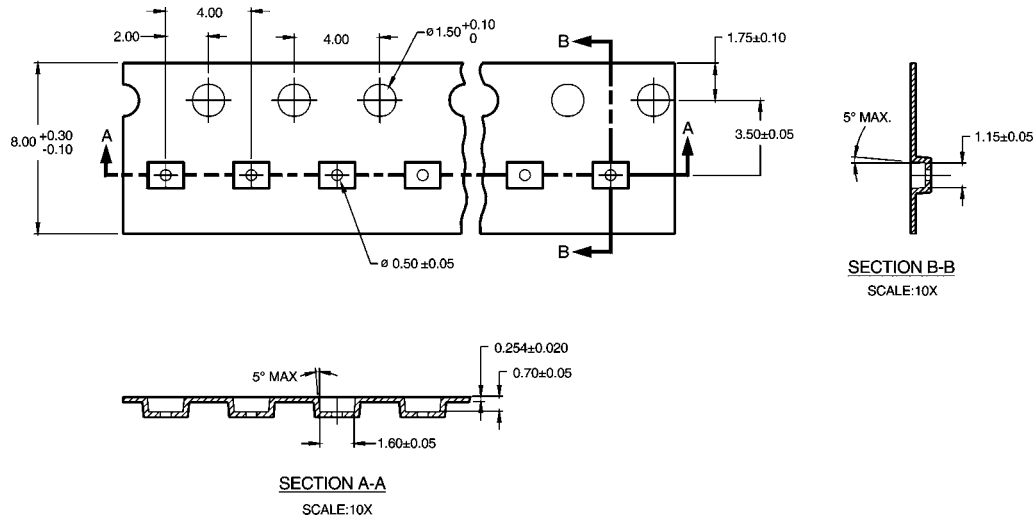 4.00
2.00
4.00
ø1.50 +0.10
0
B
1.75±0.10
8.00 +0.30
-0.10
A
A
3.50±0.05
5° MAX.
1.15±0.05
B
ø 0.50 ±0.05
SECTION B-B
SCALE:10X
0.254±0.020
5° MAX
0.70±0.05
1.60±0.05
SECTION A-A
SCALE:10X